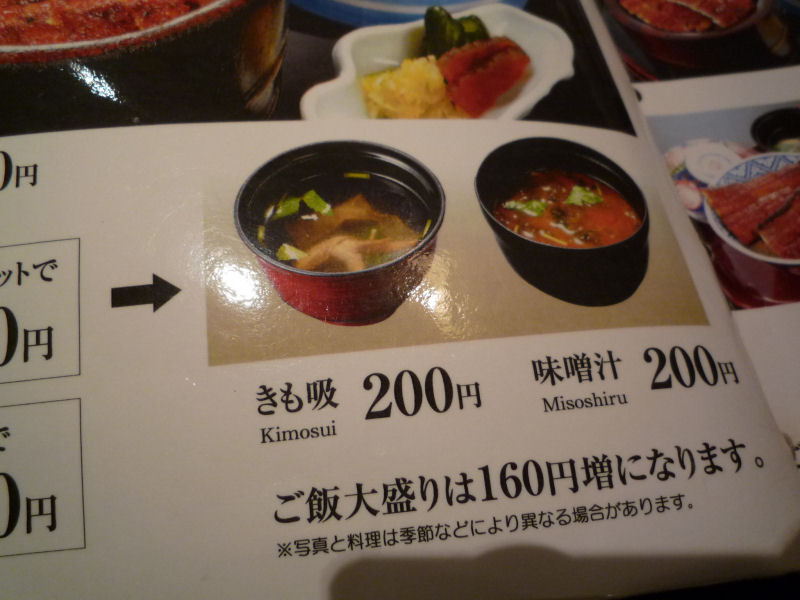 0円
ットで
0円
で
0円
きも吸 200円
Kimosui
味噌汁 200円
Misoshiru
ご飯大盛りは160円増になります。
※写真と料理は季節などにより異なる場合があります。